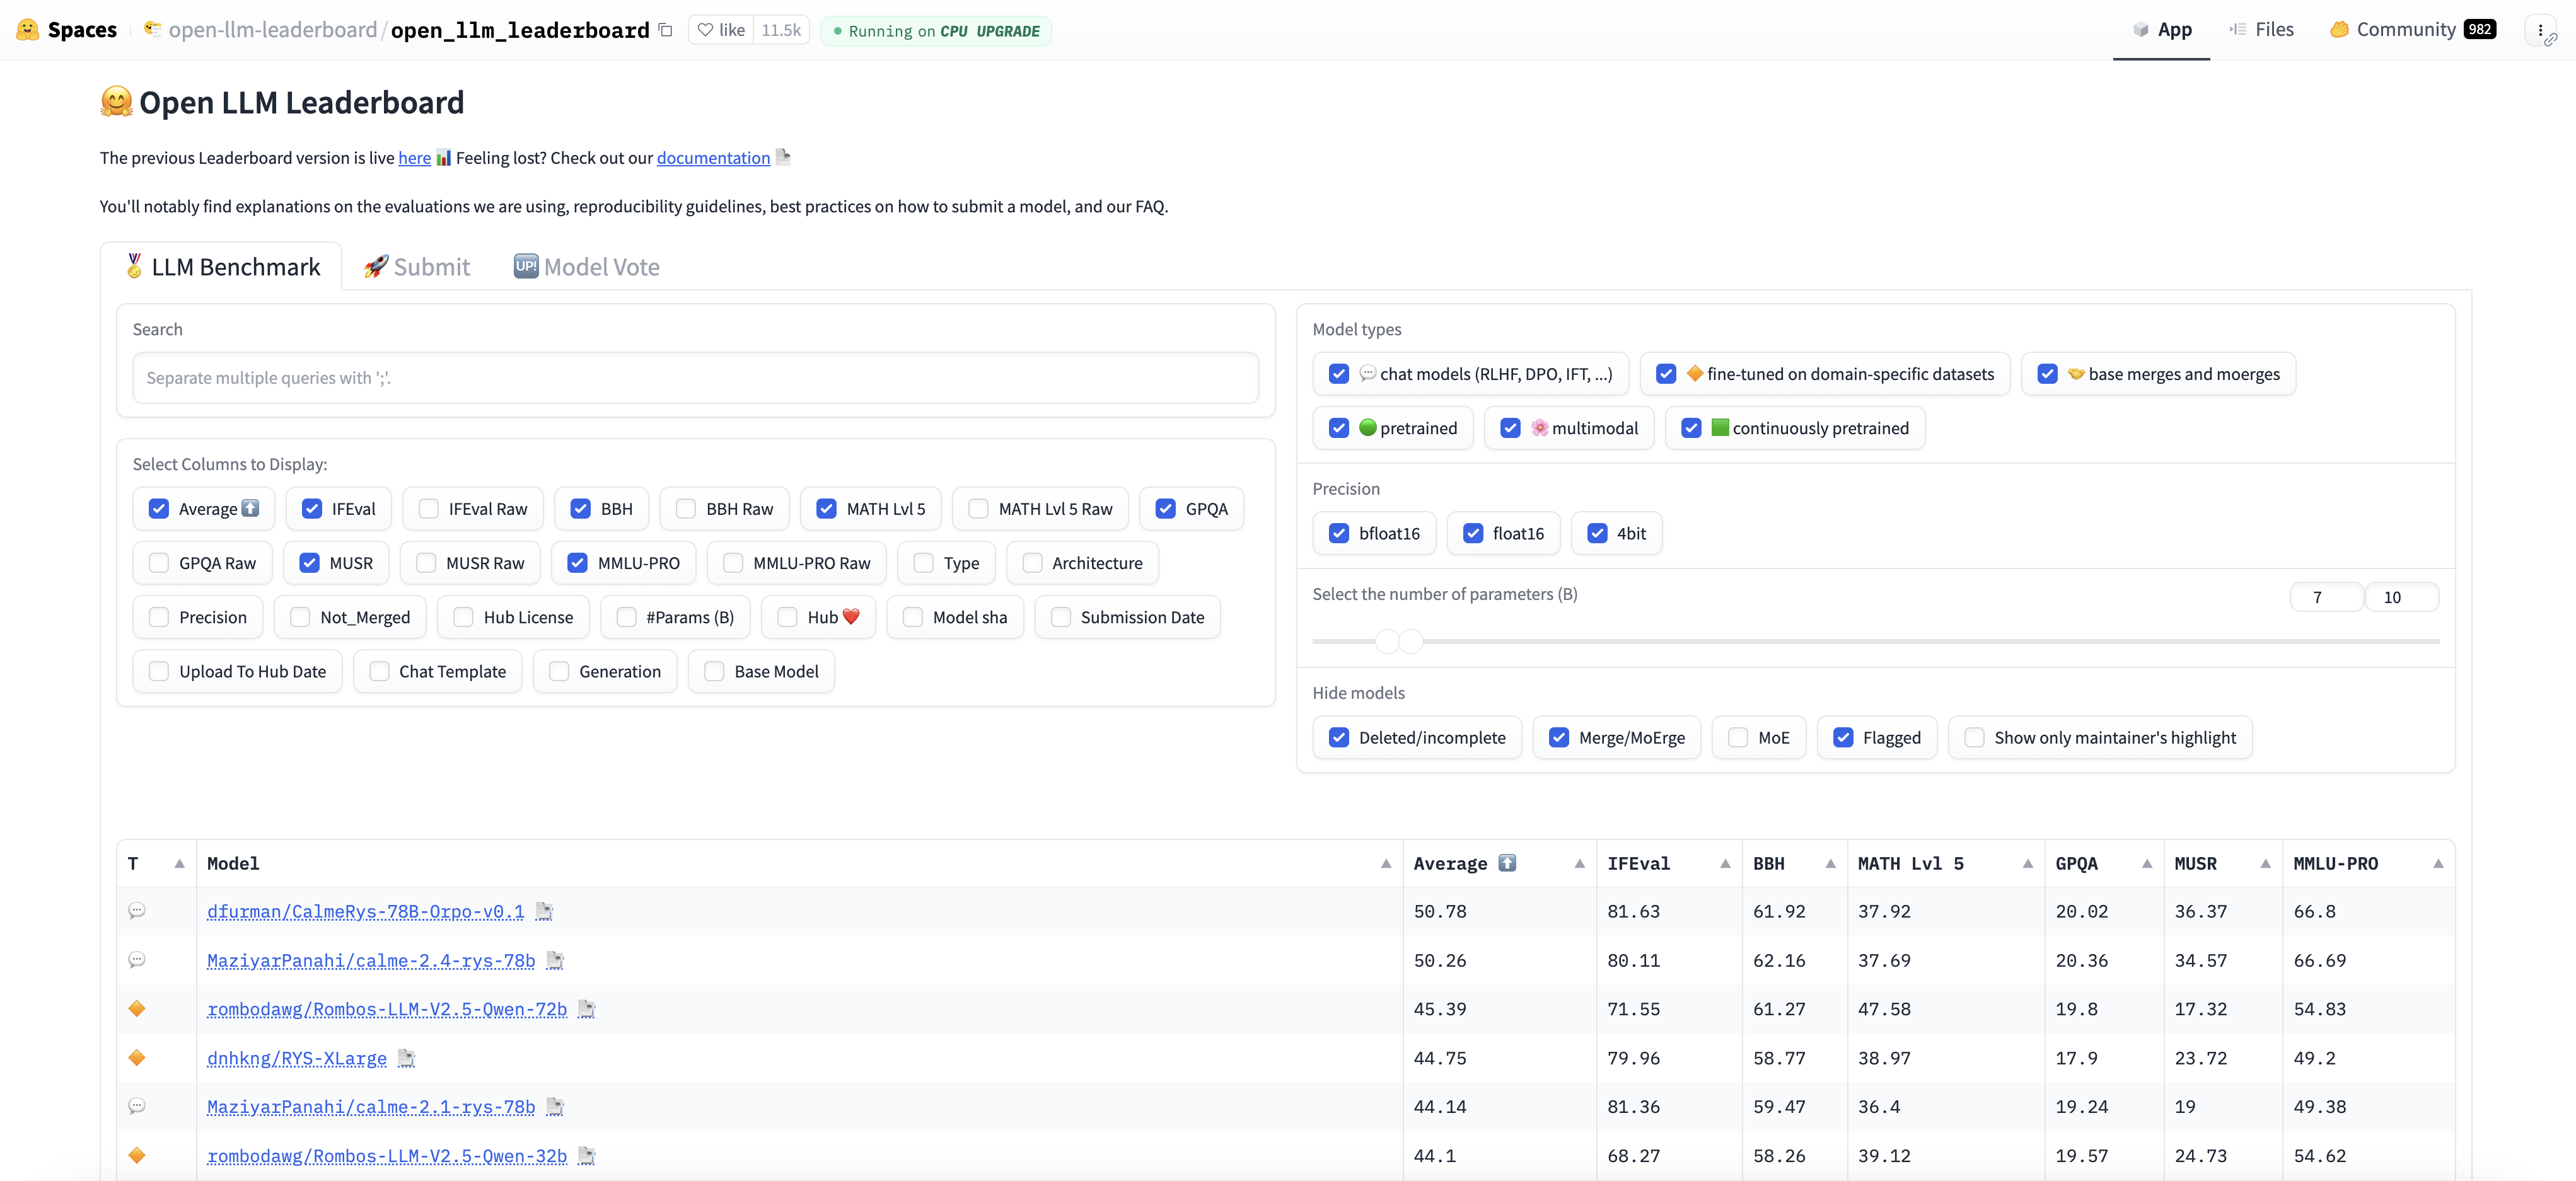 Spaces open-llm-leaderboard/open_llm_leaderboard like 11.5k Running on CPU UPGRADE App Files Community 982
Open LLM Leaderboard
The previous Leaderboard version is live here Feeling lost? Check out our documentation
You'll notably find explanations on the evaluations we are using, reproducibility guidelines, best practices on how to submit a model, and our FAQ.
LLM Benchmark Submit UP! Model Vote
Search
Separate multiple queries with ';'.
Select Columns to Display:
Average IFEval IFEval Raw BBH BBH Raw MATH Lvl 5 MATH Lvl 5 Raw GPQA
GPQA Raw MUSR MUSR Raw MMLU-PRO MMLU-PRO Raw Type Architecture
Precision Not_Merged Hub License #Params (B) Hub ❤️ Model sha Submission Date
Upload To Hub Date Chat Template Generation Base Model
Model types
chat models (RLHF, DPO, IFT, ...) fine-tuned on domain-specific datasets base merges and moerges
pretrained multimodal continuously pretrained
Precision
bfloat16 float16 4bit
Select the number of parameters (B) 7 10
Hide models
Deleted/incomplete Merge/MoErge MoE Flagged Show only maintainer's highlight
T Model Average IFEval BBH MATH Lvl 5 GPQA MUSR MMLU-PRO
dfurman/CalmeRys-78B-Orpo-v0.1 50.78 81.63 61.92 37.92 20.02 36.37 66.8
MaziyarPanahi/calme-2.4-rys-78b 50.26 80.11 62.16 37.69 20.36 34.57 66.69
rombodawg/Rombos-LLM-V2.5-Qwen-72b 45.39 71.55 61.27 47.58 19.8 17.32 54.83
dnhkng/RYS-XLarge 44.75 79.96 58.77 38.97 17.9 23.72 49.2
MaziyarPanahi/calme-2.1-rys-78b 44.14 81.36 59.47 36.4 19.24 19 49.38
rombodawg/Rombos-LLM-V2.5-Qwen-32b 44.1 68.27 58.26 39.12 19.57 24.73 54.62